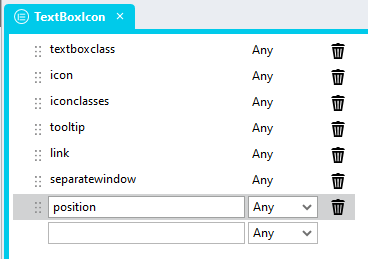 TextBoxIcon ×
textboxclass Any
icon Any
iconclasses Any
tooltip Any
link Any
separatewindow Any
position Any
Any